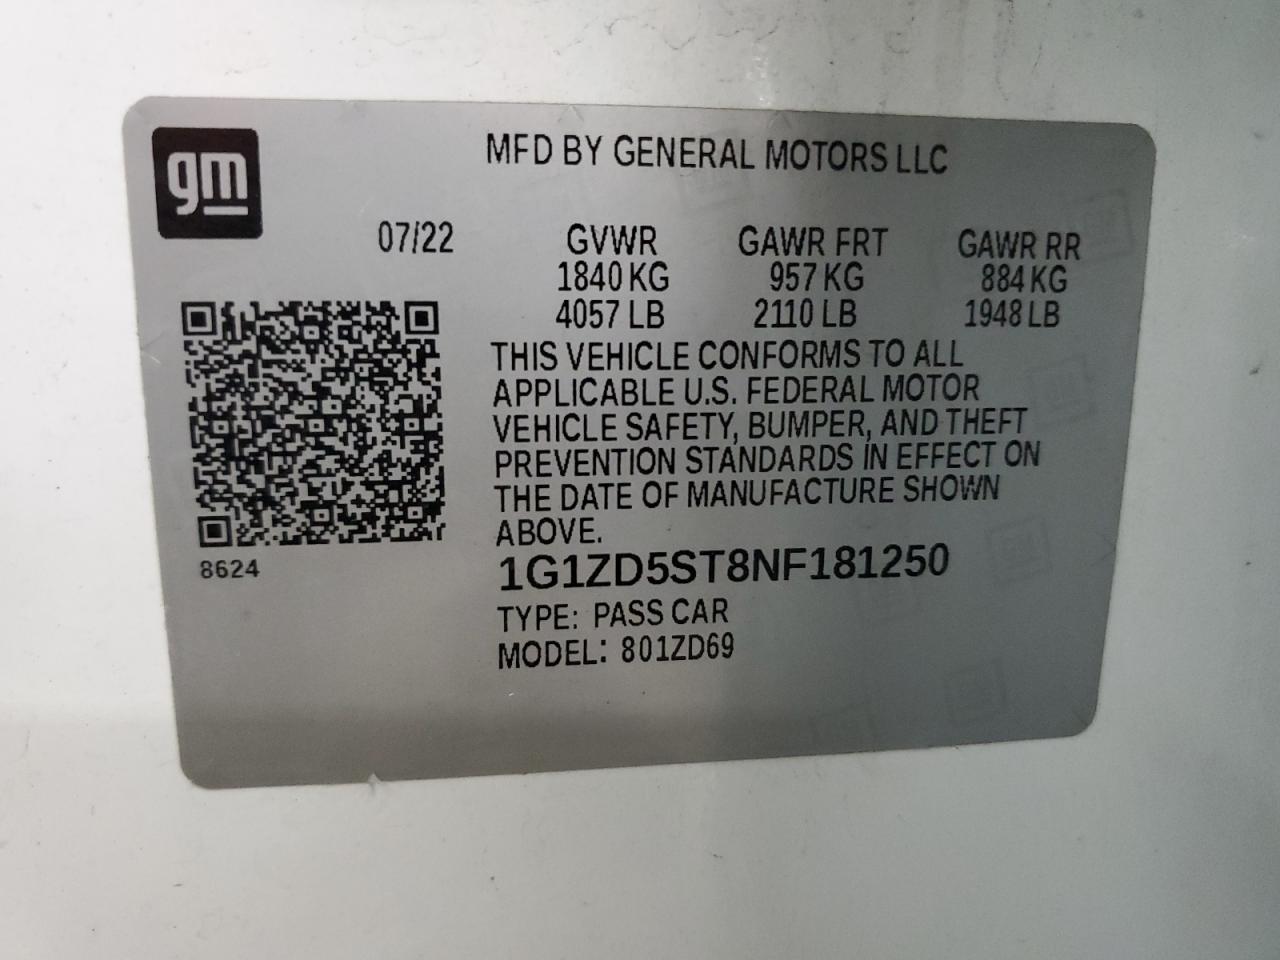 gm
MFD BY GENERAL MOTORS LLC
07/22 GVWR GAWR FRT GAWR RR
1840 KG 957 KG 884 KG
4057 LB 2110 LB 1948 LB
THIS VEHICLE CONFORMS TO ALL
APPLICABLE U.S. FEDERAL MOTOR
VEHICLE SAFETY, BUMPER, AND THEFT
PREVENTION STANDARDS IN EFFECT ON
THE DATE OF MANUFACTURE SHOWN
ABOVE.
8624
1G1ZD5ST8NF181250
TYPE: PASS CAR
MODEL: 801ZD69